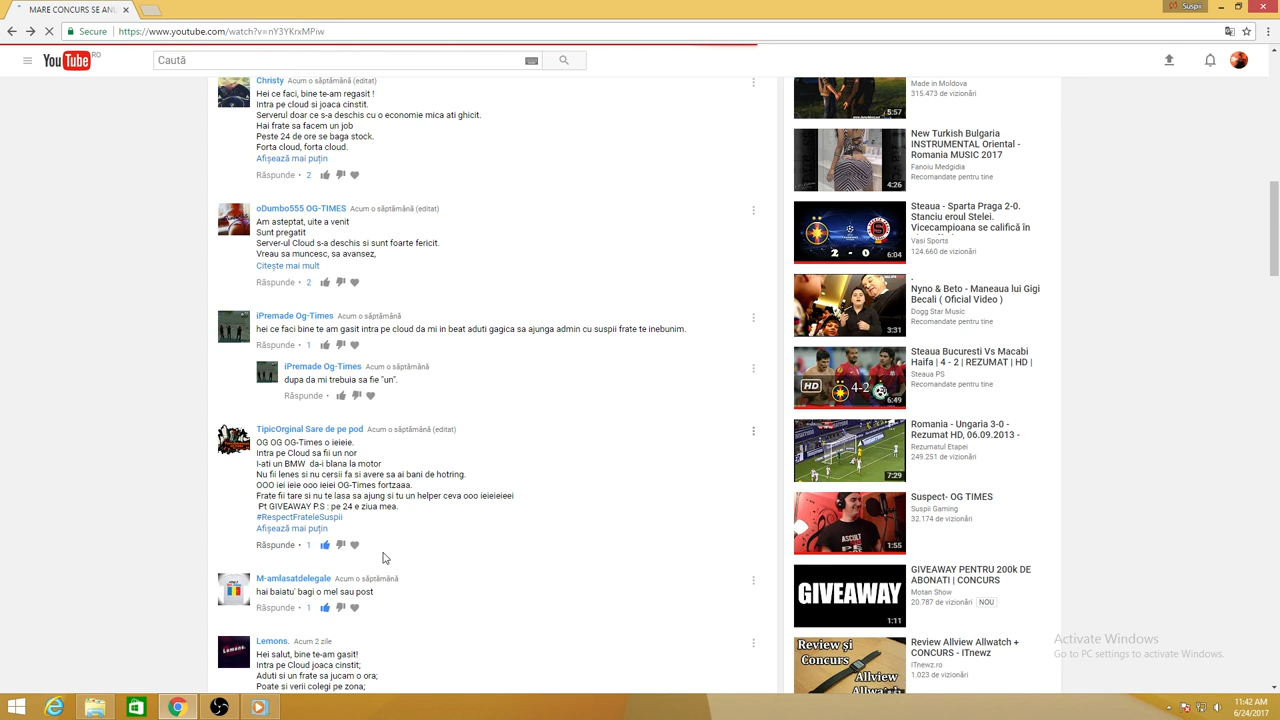 MARE CONCURS SE ANU
Suspii
Secure
https://www.youtube.com/watch?v=nY3YKrxMPiw
YouTube RO
Caută
Christy Acum o săptămână (editat)
Hei ce faci, bine te-am regasit !
Intra pe cloud si joaca cinstit.
Serverul doar ce s-a deschis cu o economie mica ati ghicit.
Hai frate sa facem un job
Peste 24 de ore se baga stock.
Forta cloud, forta cloud.
Afișează mai puțin
Răspunde • 2
oDumbo555 OG-TIMES Acum o săptămână (editat)
Am asteptat, uite a venit
Sunt pregatit
Server-ul Cloud s-a deschis si sunt foarte fericit.
Vreau sa muncesc, sa avansez,
Citește mai mult
Răspunde • 2
iPremade Og-Times Acum o săptămână
hei ce faci bine te am gasit intra pe cloud da mi in beat aduti gagica sa ajunga admin cu suspii frate te inebunim.
Răspunde • 1
iPremade Og-Times Acum o săptămână
dupa da mi trebuia sa fie "un".
Răspunde •
TipicOrginal Sare de pe pod Acum o săptămână (editat)
OG OG OG-Times o ieieie.
Intra pe Cloud sa fii un nor
I-ati un BMW da-i blana la motor
Nu fii lenes si nu cersii fa si avere sa ai bani de hotring.
OOO iei ieie ooo ieiei OG-Times fortzaaa.
Frate fii tare si nu te lasa sa ajung si tu un helper ceva ooo ieieieieei
Pt GIVEAWAY P.S : pe 24 e ziua mea.
#RespectFrateleSuspii
Afișează mai puțin
Răspunde • 1
M-amlasatdelegale Acum o săptămână
hai baiatu' bagi o mel sau post
Răspunde • 1
Lemons. Acum 2 zile
Hei salut, bine te-am gasit!
Intra pe Cloud joaca cinstit;
Aduti si un frate sa jucam o ora;
Poate si verii colegi pe zona;
Made in Moldova
315.473 de vizionări
5:57
New Turkish Bulgaria
INSTRUMENTAL Oriental -
Romania MUSIC 2017
Fanoiu Medgidia
Recomandate pentru tine
4:26
Steaua - Sparta Praga 2-0.
Stanciu eroul Stelei.
Vicecampioana se califică în
Vasi Sports
124.660 de vizionări
2 - 0
6:04
.
Nyno & Beto - Maneaua lui Gigi
Becali ( Oficial Video )
Dogg Star Music
Recomandate pentru tine
3:31
Steaua Bucuresti Vs Macabi
Haifa | 4 - 2 | REZUMAT | HD |
Steaua PS
Recomandate pentru tine
HD
4-2
6:49
Romania - Ungaria 3-0 -
Rezumat HD, 06.09.2013 -
Rezumatul Etapei
249.251 de vizionări
7:29
Suspect- OG TIMES
Suspii Gaming
32.174 de vizionări
1:55
GIVEAWAY PENTRU 200k DE
ABONATI | CONCURS
Motan Show
20.787 de vizionări NOU
GIVEAWAY
1:11
Review Allview Allwatch +
CONCURS - ITnewz
ITnewz.ro
1.023 de vizionări
Review și
Concurs
Allview
Allwatch
Activate Windows
Go to PC settings to activate Windows.
11:42 AM
6/24/2017